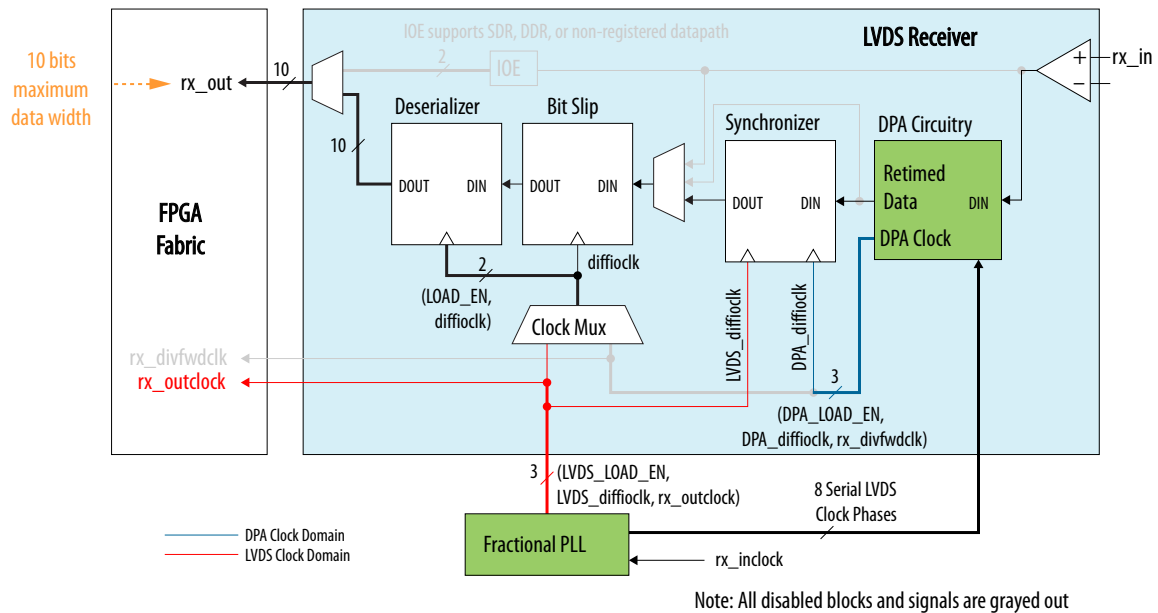 IOE supports SDR, DDR, or non-registered datapath
LVDS Receiver
10 bits
maximum
data width
rx_out
10
2
IOE
+
−
rx_in
Deserializer
Bit Slip
Synchronizer
DPA Circuitry
10
DOUT
DIN
DOUT
DIN
DOUT
DIN
Retimed
Data
DIN
DPA Clock
FPGA
Fabric
2
(LOAD_EN,
diffioclk)
diffioclk
Clock Mux
LVDS_diffioclk
DPA_diffioclk
rx_divfwdclk
rx_outclock
3
(DPA_LOAD_EN,
DPA_diffioclk, rx_divfwdclk)
3
(LVDS_LOAD_EN,
LVDS_diffioclk, rx_outclock)
8 Serial LVDS
Clock Phases
DPA Clock Domain
LVDS Clock Domain
Fractional PLL
rx_inclock
Note: All disabled blocks and signals are grayed out